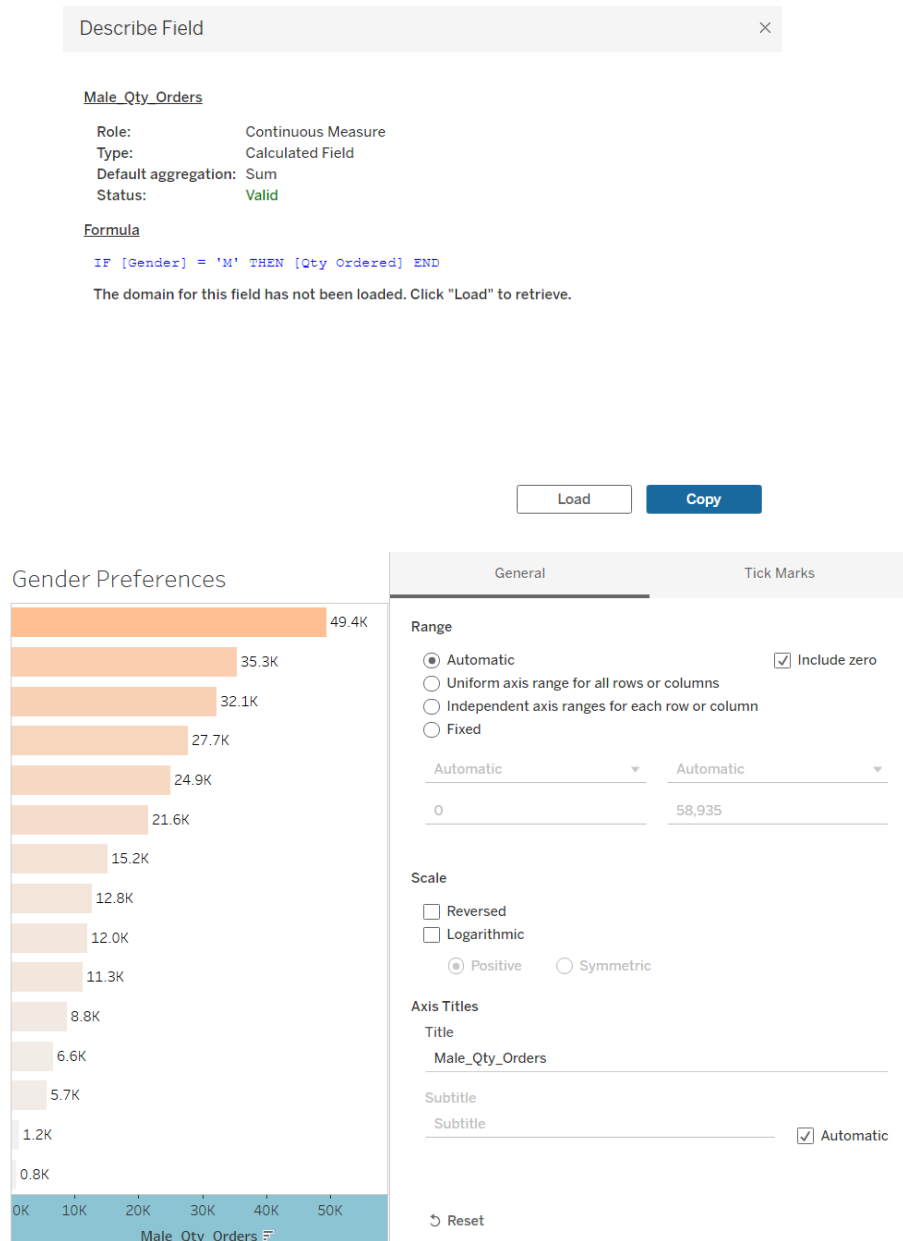 Describe Field
Male_Qty_Orders
Role: Continuous Measure
Type: Calculated Field
Default aggregation: Sum
Status: Valid
Formula
IF [Gender] = 'M' THEN [Qty Ordered] END
The domain for this field has not been loaded. Click "Load" to retrieve.
Load Copy
Gender Preferences
49.4K
35.3K
32.1K
27.7K
24.9K
21.6K
15.2K
12.8K
12.0K
11.3K
8.8K
6.6K
5.7K
1.2K
0.8K
0K 10K 20K 30K 40K 50K
Male_Qty_Orders
General Tick Marks
Range
Automatic Include zero
Uniform axis range for all rows or columns
Independent axis ranges for each row or column
Fixed
Automatic Automatic
0 58,935
Scale
Reversed
Logarithmic
Positive Symmetric
Axis Titles
Title
Male_Qty_Orders
Subtitle
Subtitle
Automatic
Reset